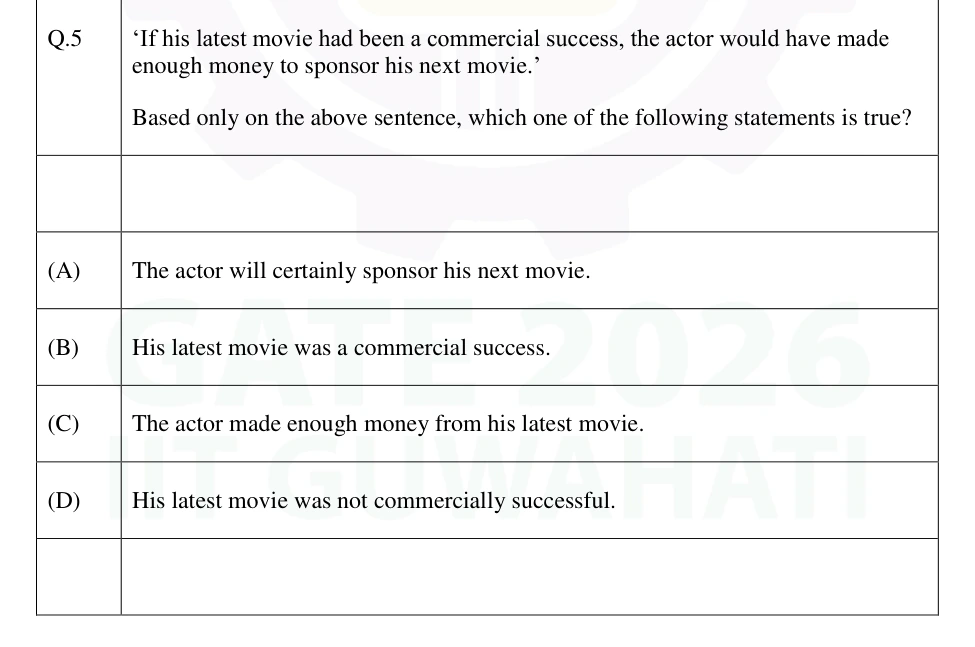 Q.5 ‘If his latest movie had been a commercial success, the actor would have made
enough money to sponsor his next movie.’
Based only on the above sentence, which one of the following statements is true?
(A) The actor will certainly sponsor his next movie.
(B) His latest movie was a commercial success.
(C) The actor made enough money from his latest movie.
(D) His latest movie was not commercially successful.
GATE 2026
IIT GUWAHATI